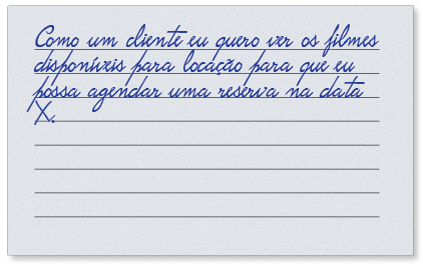 Como um cliente eu quero ver os filmes
disponíveis para locação para que eu
possa agendar uma reserva na data
X.